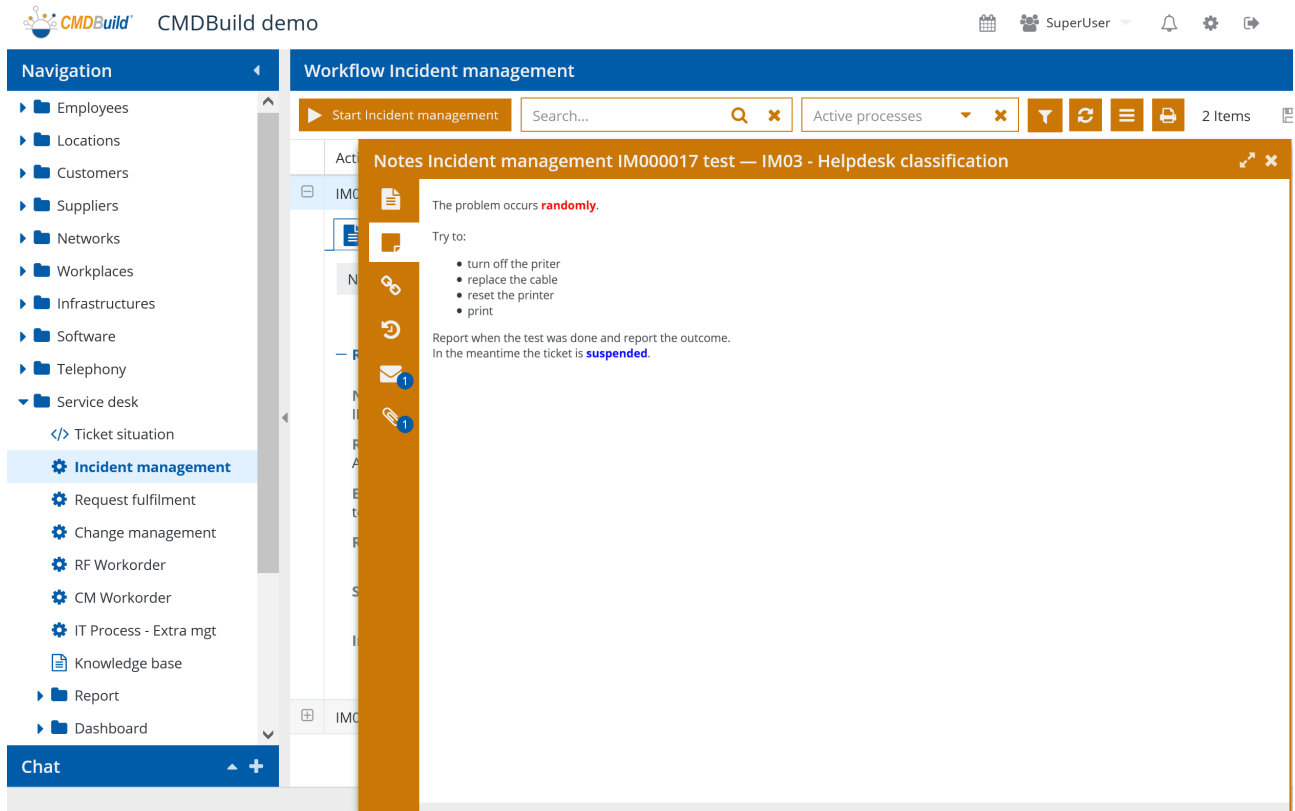 CMDBuild CMDBuild demo SuperUser
Navigation
Employees
Locations
Customers
Suppliers
Networks
Workplaces
Infrastructures
Software
Telephony
Service desk
Ticket situation
Incident management
Request fulfilment
Change management
RF Workorder
CM Workorder
IT Process - Extra mgt
Knowledge base
Report
Dashboard
Chat
Workflow Incident management
Start Incident management Search... Active processes 2 Items
Notes Incident management IM000017 test — IM03 - Helpdesk classification
The problem occurs randomly.
Try to:
turn off the priter
replace the cable
reset the printer
print
Report when the test was done and report the outcome.
In the meantime the ticket is suspended.
1
1